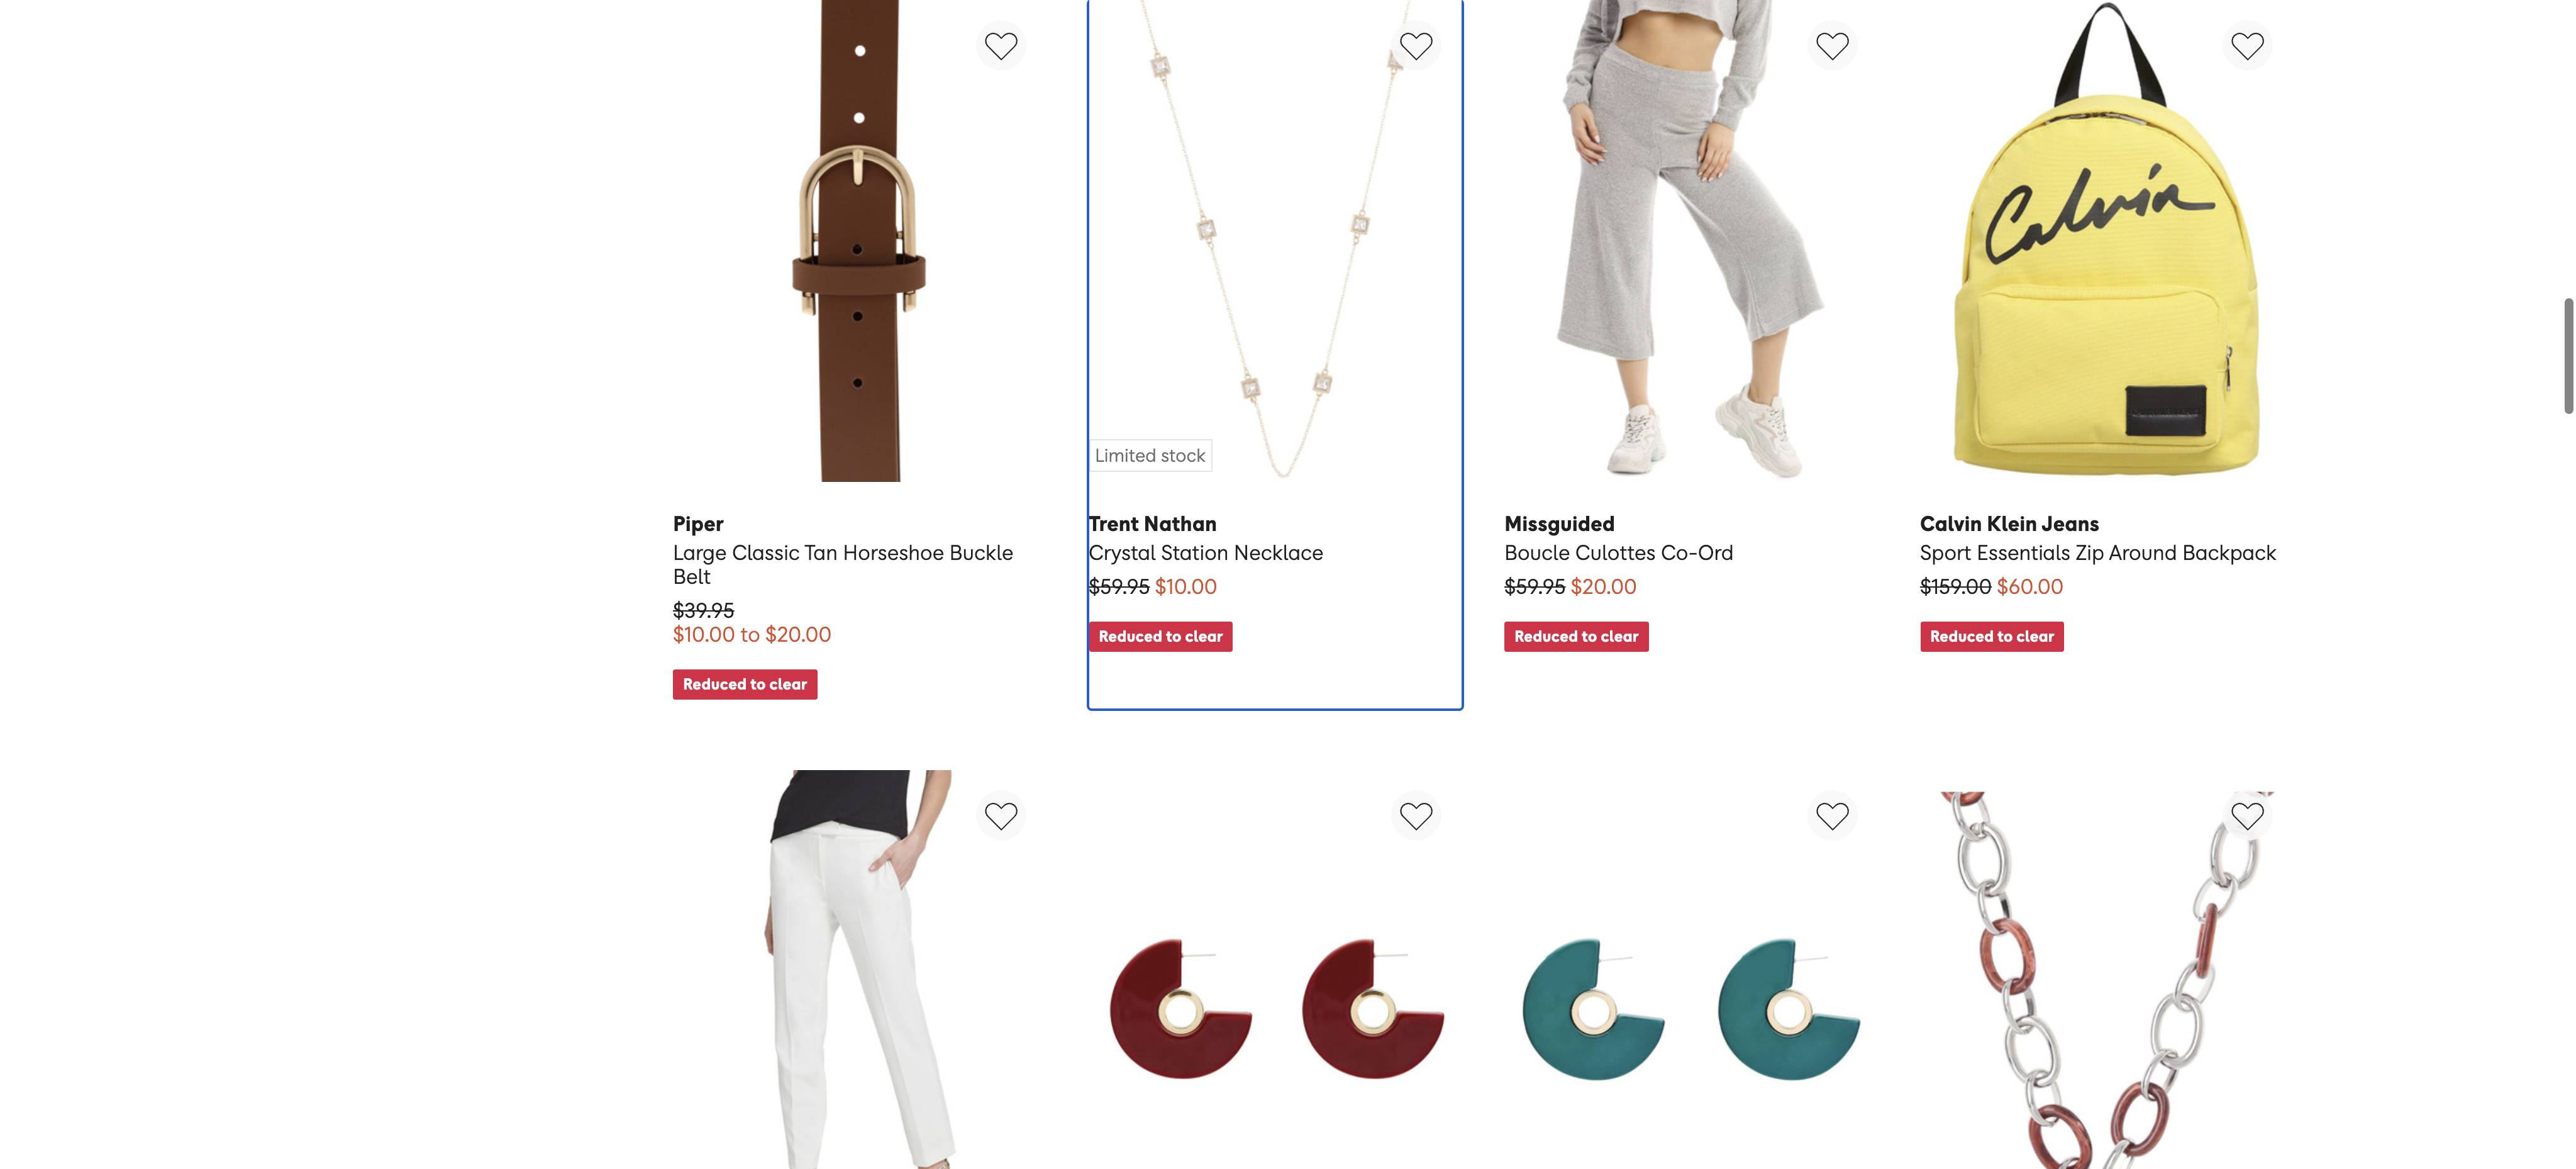 Calvin
Limited stock
Piper
Large Classic Tan Horseshoe Buckle
Belt
$39.95
$10.00 to $20.00
Reduced to clear
Trent Nathan
Crystal Station Necklace
$59.95 $10.00
Reduced to clear
Missguided
Boucle Culottes Co-Ord
$59.95 $20.00
Reduced to clear
Calvin Klein Jeans
Sport Essentials Zip Around Backpack
$159.00 $60.00
Reduced to clear